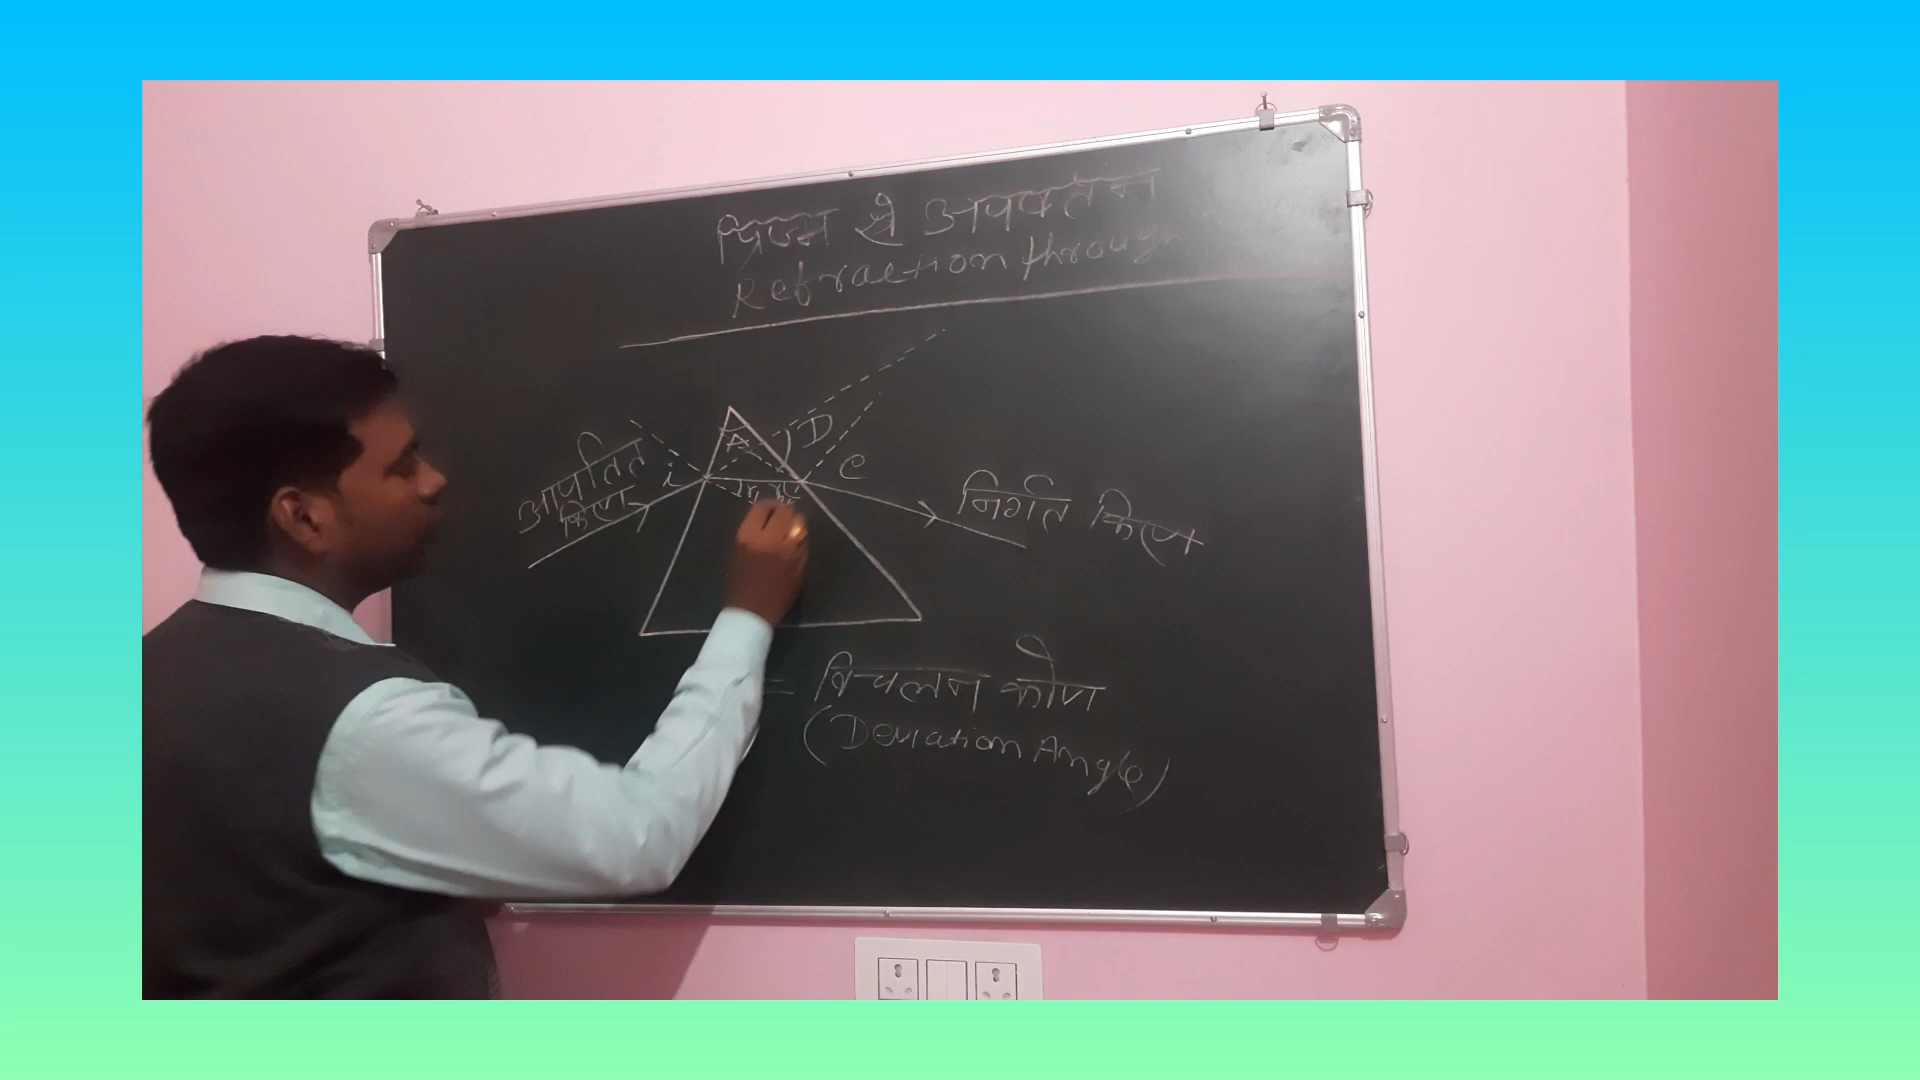 प्रिज्म से अपवर्तन
Refraction through
A
D
i
e
आपतित
किरण
निर्गत किरण
= विचलन कोण
(Deviation Angle)